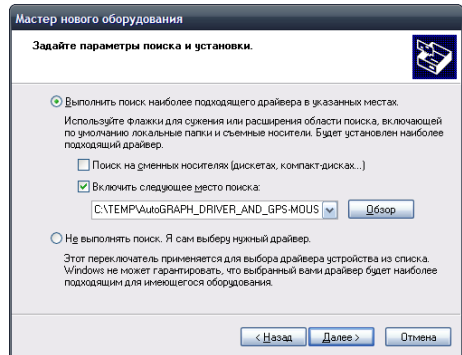 Мастер нового оборудования
Задайте параметры поиска и установки.
Выполнить поиск наиболее подходящего драйвера в указанных местах.
Используйте флажки для сужения или расширения области поиска, включающей
по умолчанию локальные папки и съемные носители. Будет установлен наиболее
подходящий драйвер.
Поиск на сменных носителях (дискетах, компакт-дисках...)
Включить следующее место поиска:
C:\TEMP\AutoGRAPH_DRIVER_AND_GPS-MOUS
Обзор
Не выполнять поиск. Я сам выберу нужный драйвер.
Этот переключатель применяется для выбора драйвера устройства из списка.
Windows не может гарантировать, что выбранный вами драйвер будет наиболее
подходящим для имеющегося оборудования.
< Назад
Далее >
Отмена